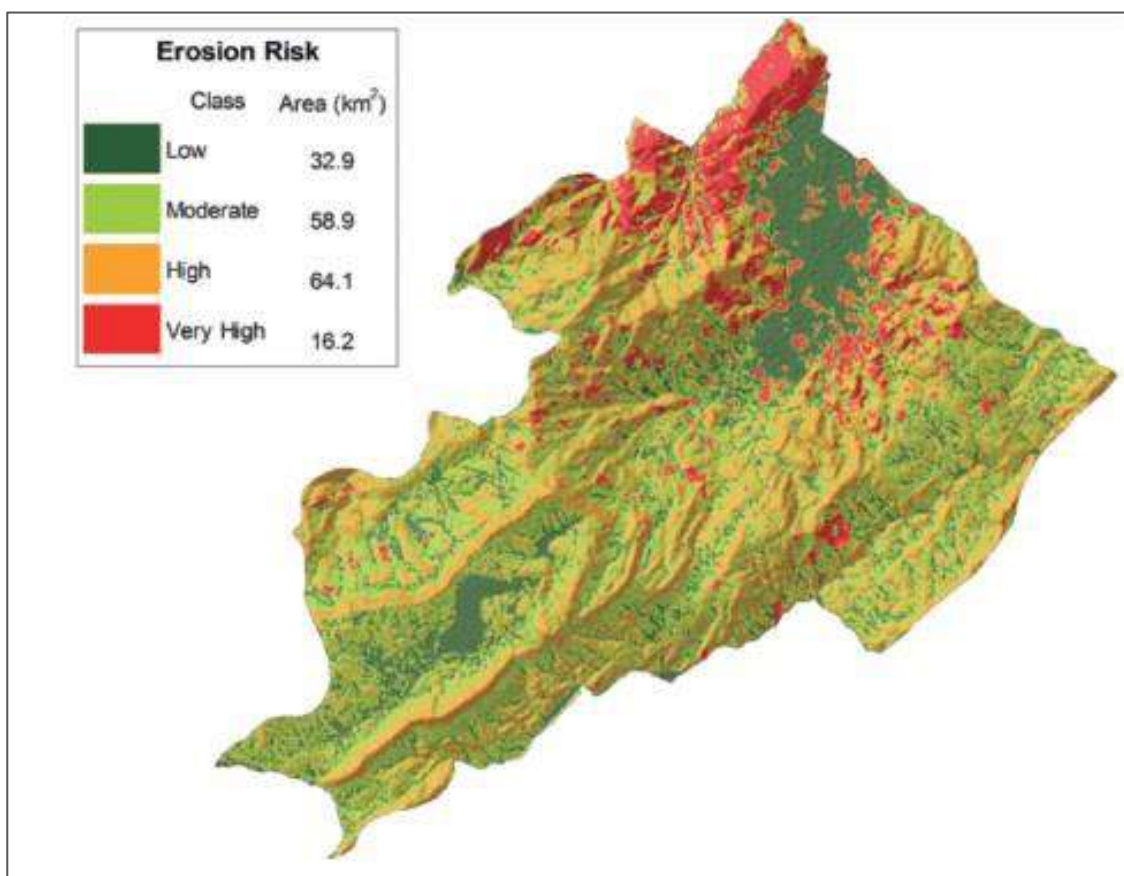 Erosion Risk
Class Area (km²)
Low 32.9
Moderate 58.9
High 64.1
Very High 16.2